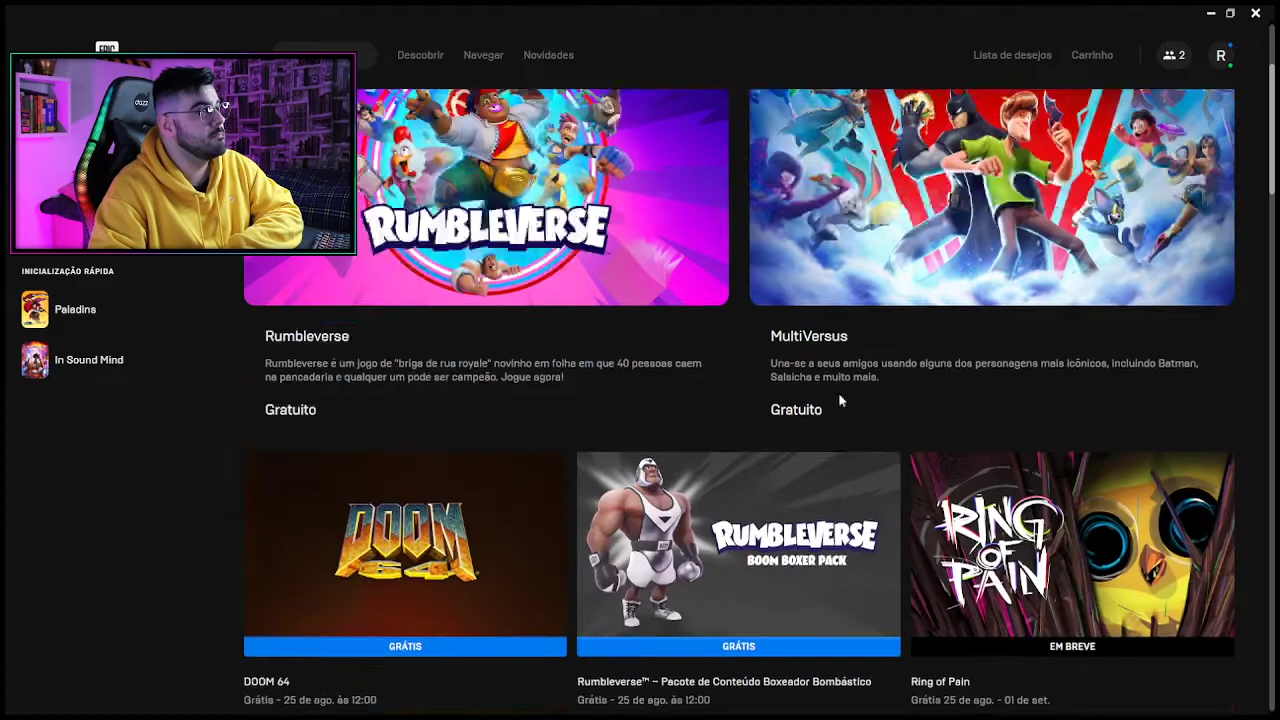 EPIC
Descobrir
Navegar
Novidades
Lista de desejos
Carrinho
2
R
dazz
INICIALIZAÇÃO RÁPIDA
Paladins
In Sound Mind
RUMBLEVERSE
Rumbleverse
Rumbleverse é um jogo de "briga de rua royale" novinho em folha em que 40 pessoas caem
na pancadaria e qualquer um pode ser campeão. Jogue agora!
Gratuito
MultiVersus
Una-se a seus amigos usando alguns dos personagens mais icônicos, incluindo Batman,
Salsicha e muito mais.
Gratuito
DOOM
64
GRÁTIS
DOOM 64
Grátis - 25 de ago. às 12:00
RUMBLEVERSE
BOOM BOXER PACK
GRÁTIS
Rumbleverse™ – Pacote de Conteúdo Boxeador Bombástico
Grátis - 25 de ago. às 12:00
RING
OF
PAIN
EM BREVE
Ring of Pain
Grátis 25 de ago. - 01 de set.